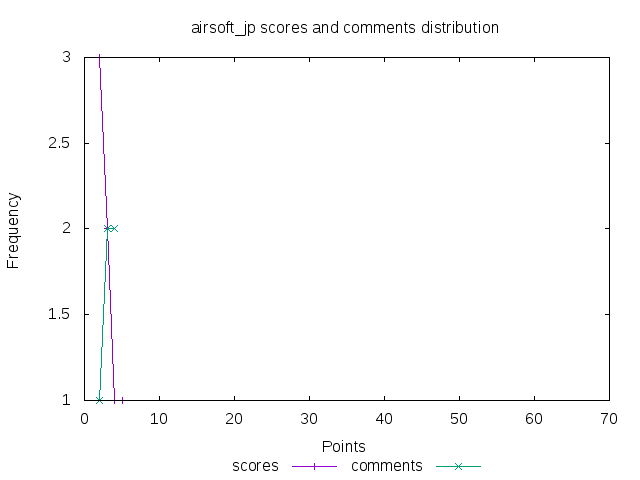 airsoft_jp scores and comments distribution
3
2.5
2
1.5
1
Frequency
0 10 20 30 40 50 60 70
Points
scores comments